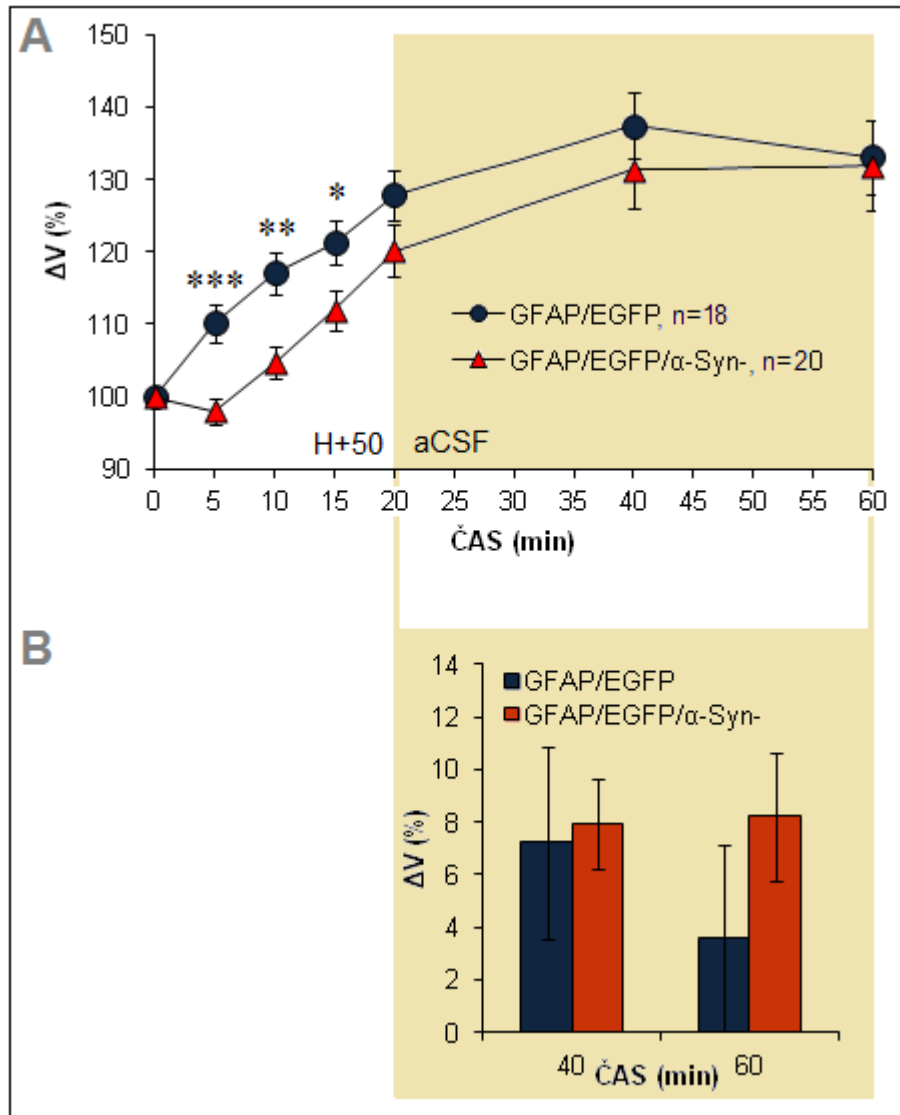 A
150
140
130
120
110
100
90
ΔV (%)
***
**
*
GFAP/EGFP, n=18
GFAP/EGFP/α-Syn-, n=20
H+50
aCSF
0 5 10 15 20 25 30 35 40 45 50 55 60
ČAS (min)
B
14
12
10
8
6
4
2
0
ΔV (%)
GFAP/EGFP
GFAP/EGFP/α-Syn-
40 60
ČAS (min)